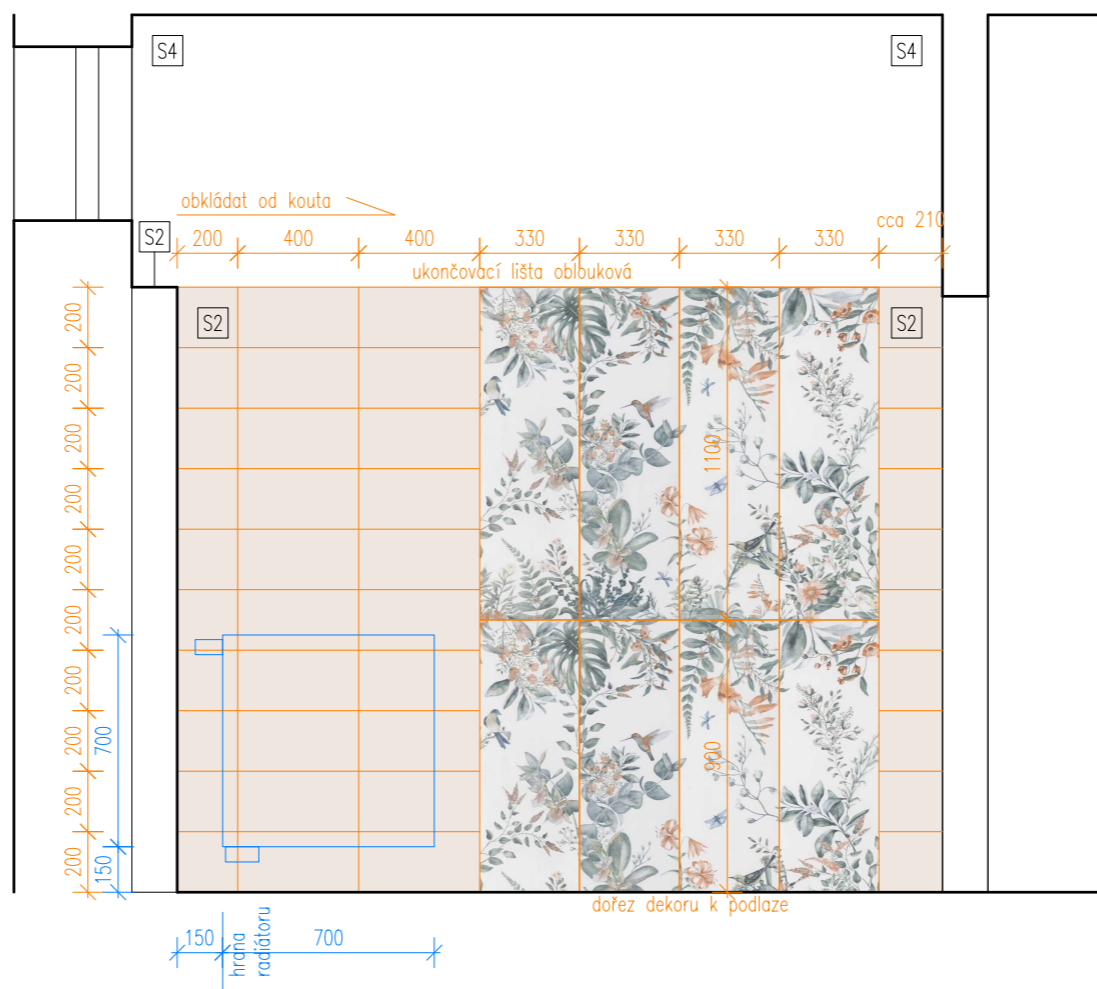 S4
S4
obkládat od kouta
S2
cca 210
200 400 400 330 330 330 330
ukončovací lišta oblouková
S2
S2
200
200
200
200
200
200
200
200
200
200
1100
900
700
150
dořez dekoru k podlaze
150
700
hrana
radiátoru